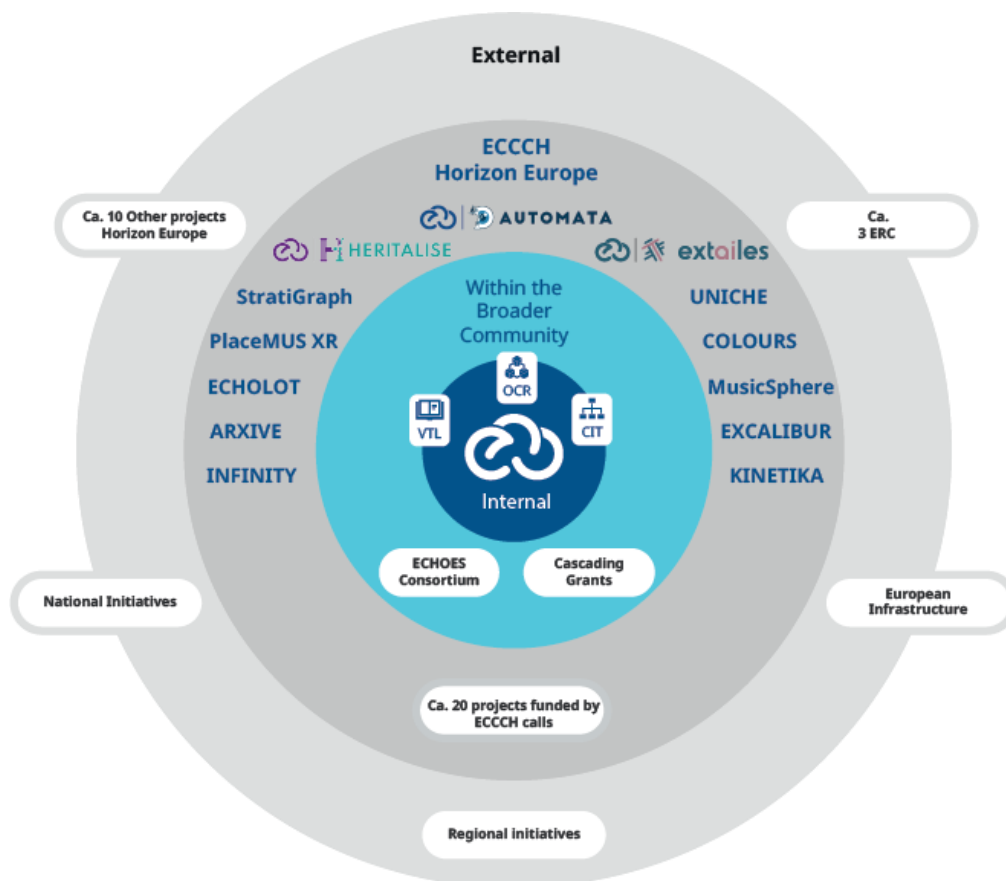 External
ECCCH
Horizon Europe
AUTOMATA
Ca. 10 Other projects
Horizon Europe
Ca.
3 ERC
HERITALISE
extailes
Within the
Broader
Community
StratiGraph
UNICHE
PlaceMUS XR
COLOURS
ECHOLOT
MusicSphere
ARXIVE
EXCALIBUR
INFINITY
KINETIKA
OCR
VTL
CIT
Internal
ECHOES
Consortium
Cascading
Grants
National Initiatives
European
Infrastructure
Ca. 20 projects funded by
ECCCH calls
Regional initiatives